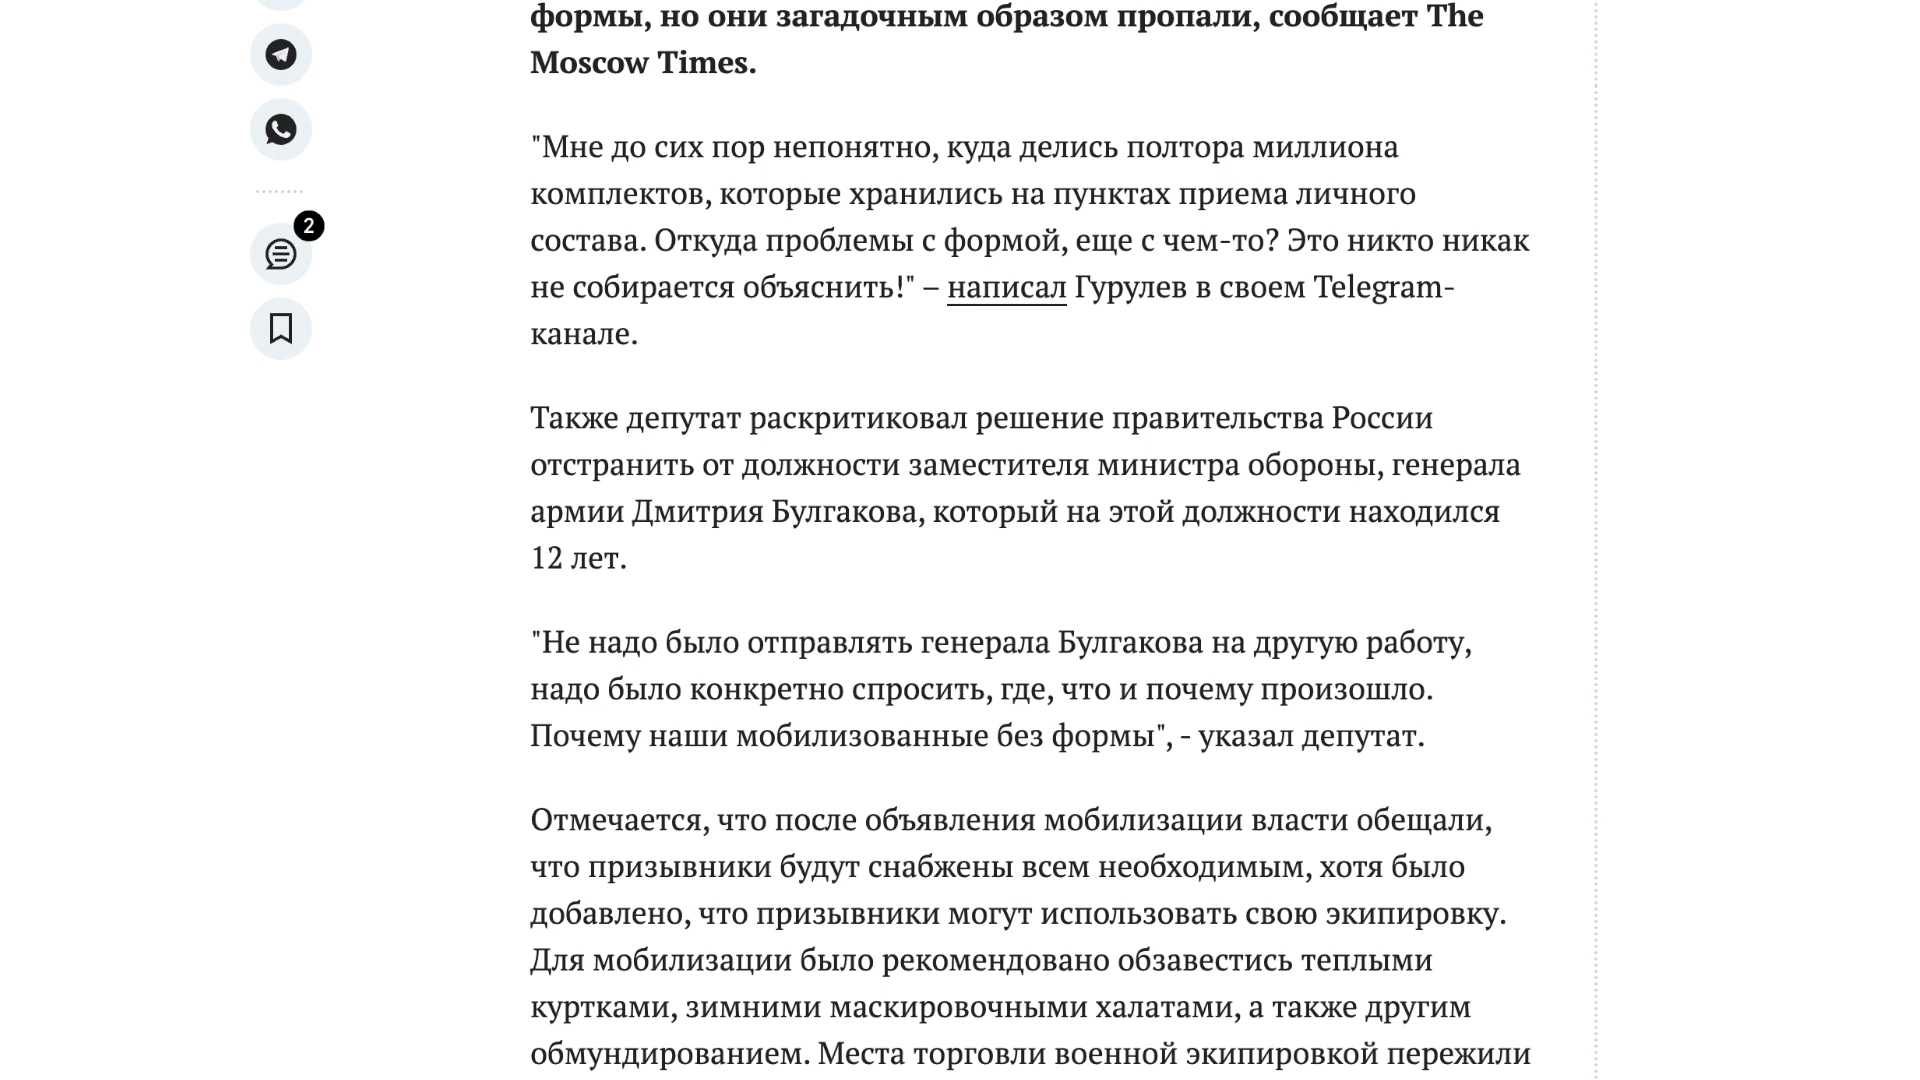 формы, но они загадочным образом пропали, сообщает The
Moscow Times.
"Мне до сих пор непонятно, куда делись полтора миллиона
комплектов, которые хранились на пунктах приема личного
состава. Откуда проблемы с формой, еще с чем-то? Это никто никак
не собирается объяснить!" – написал Гурулев в своем Telegram-
канале.
2
Также депутат раскритиковал решение правительства России
отстранить от должности заместителя министра обороны, генерала
армии Дмитрия Булгакова, который на этой должности находился
12 лет.
"Не надо было отправлять генерала Булгакова на другую работу,
надо было конкретно спросить, где, что и почему произошло.
Почему наши мобилизованные без формы", - указал депутат.
Отмечается, что после объявления мобилизации власти обещали,
что призывники будут снабжены всем необходимым, хотя было
добавлено, что призывники могут использовать свою экипировку.
Для мобилизации было рекомендовано обзавестись теплыми
куртками, зимними маскировочными халатами, а также другим
обмундированием. Места торговли военной экипировкой пережили